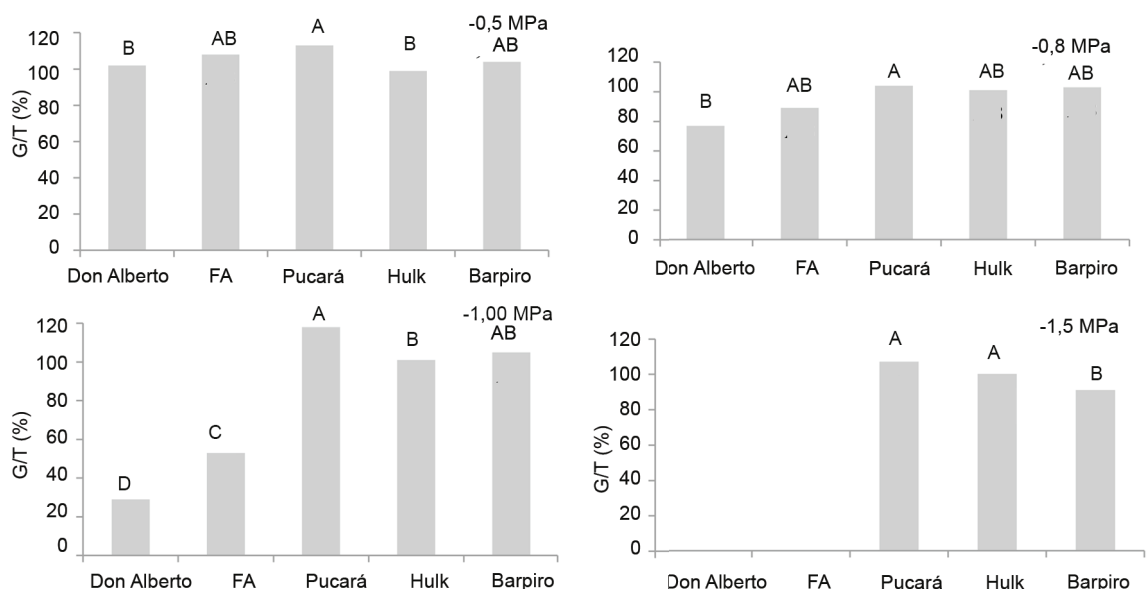 -0,5 MPa
B AB A B AB
G/T (%)
120
100
80
60
40
20
0
Don Alberto FA Pucará Hulk Barpiro
-0,8 MPa
B AB A AB AB
G/T (%)
120
100
80
60
40
20
0
Don Alberto FA Pucará Hulk Barpiro
-1,00 MPa
D C A B AB
G/T (%)
120
100
80
60
40
20
0
Don Alberto FA Pucará Hulk Barpiro
-1,5 MPa
A A B
G/T (%)
120
100
80
60
40
20
0
Don Alberto FA Pucará Hulk Barpiro